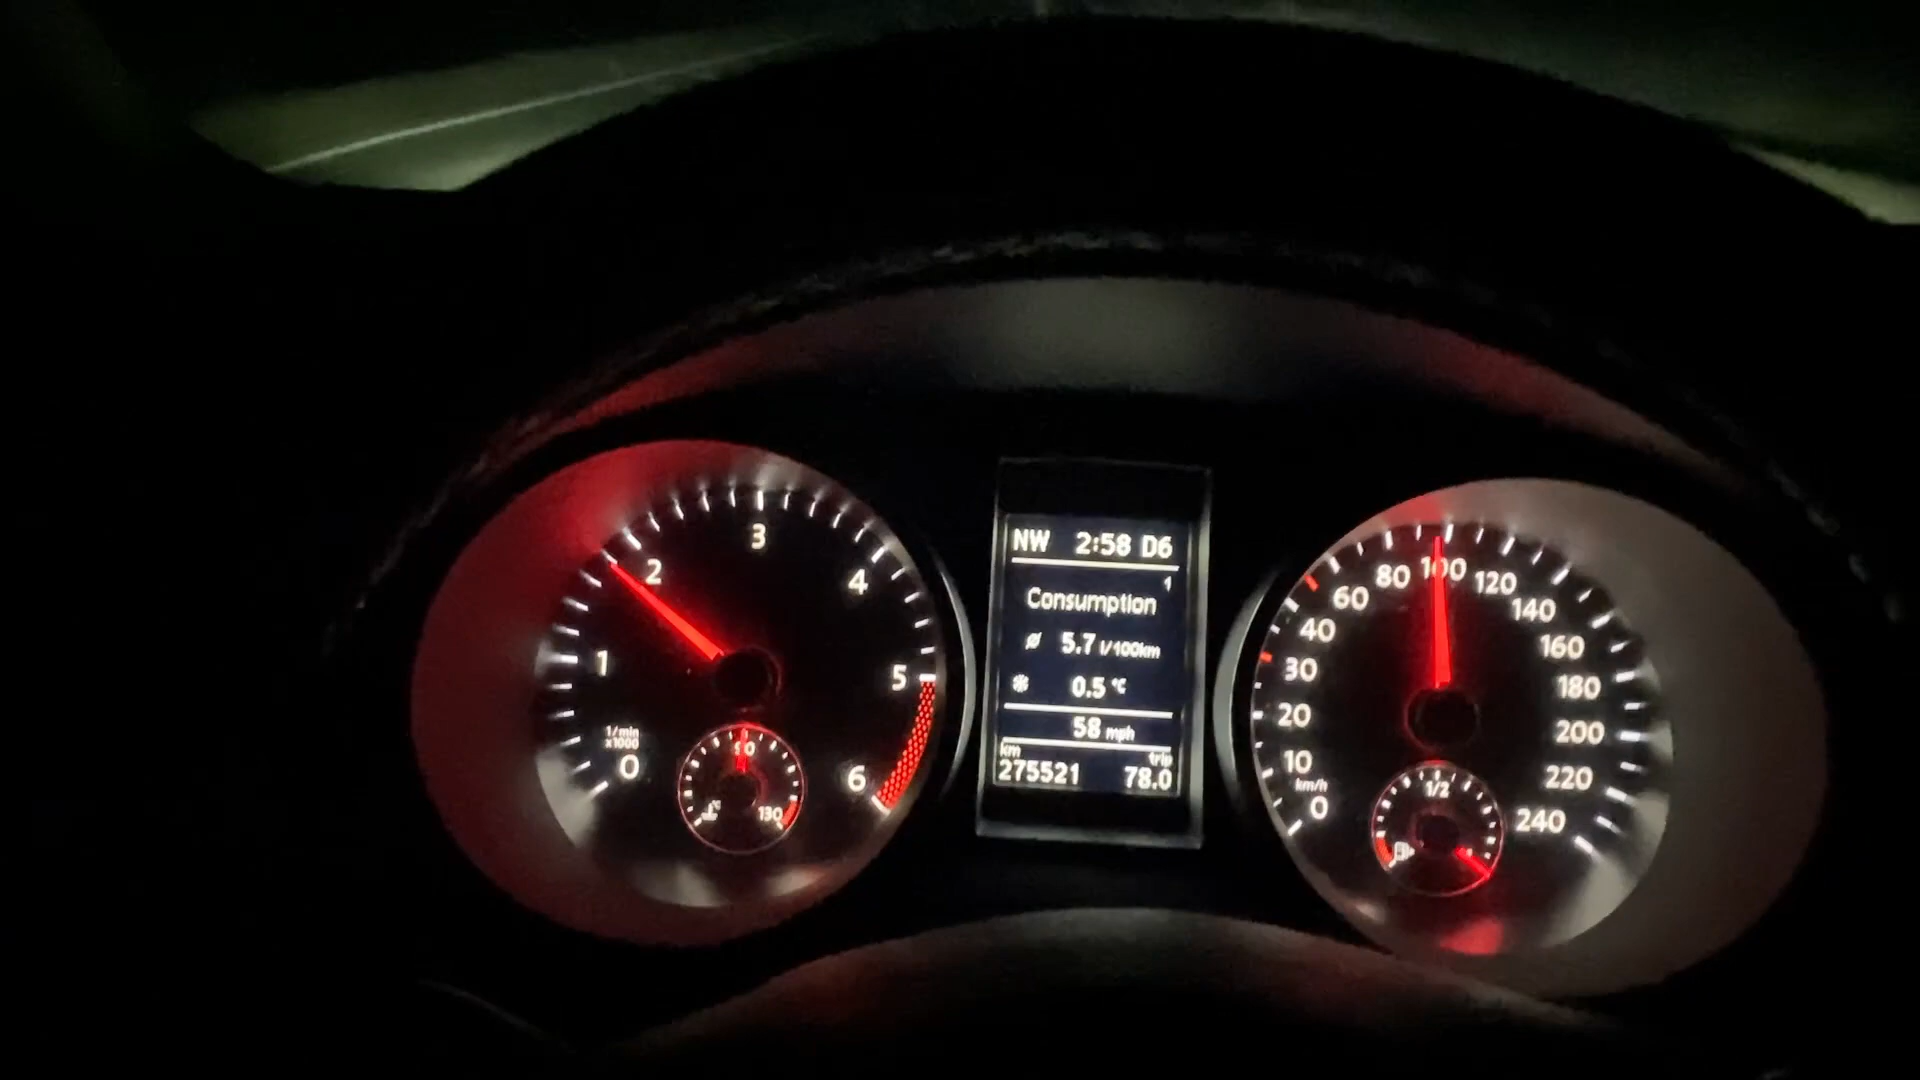 1/min
x1000
0
1
2
3
4
5
6
90
130
°C
NW 2:58 D6
1
Consumption
ø 5.7 l/100km
0.5 °C
58 mph
km trip
275521 78.0
km/h
0
10
20
30
40
60
80
100
120
140
160
180
200
220
240
1/2